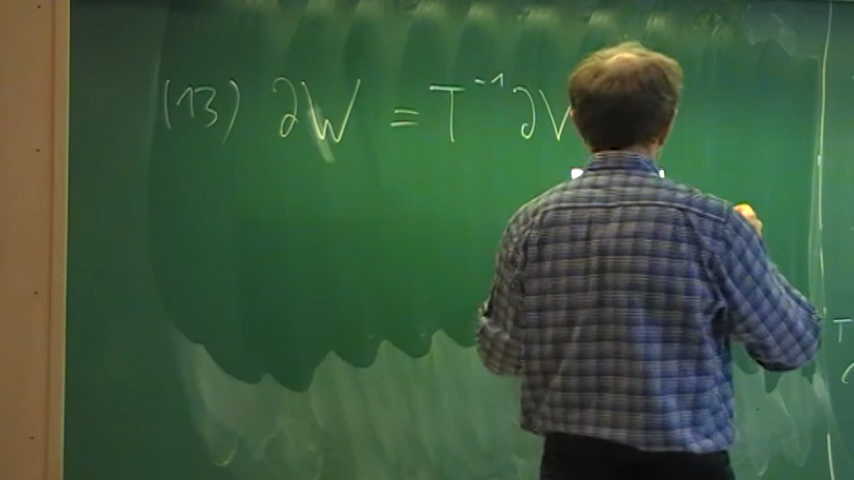 (13) ∂W = T⁻¹ ∂V
T